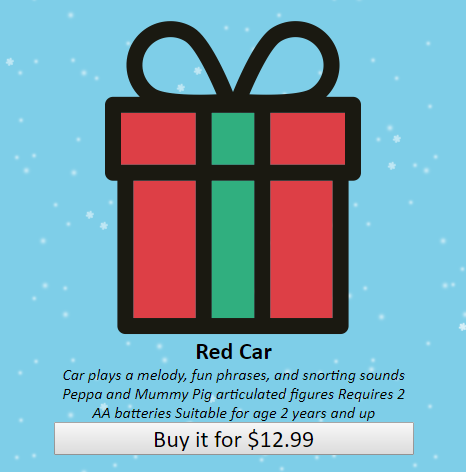 Red Car
Car plays a melody, fun phrases, and snorting sounds
Peppa and Mummy Pig articulated figures Requires 2
AA batteries Suitable for age 2 years and up
Buy it for $12.99